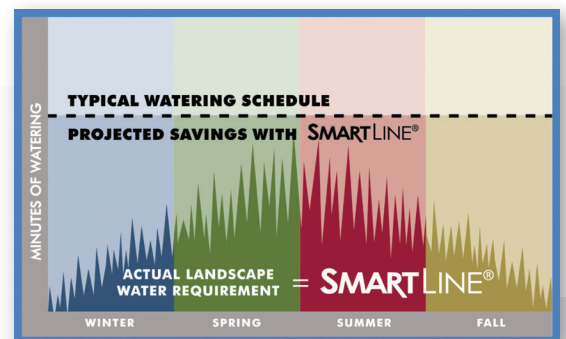 TYPICAL WATERING SCHEDULE
PROJECTED SAVINGS WITH SMARTLINE®
MINUTES OF WATERING
ACTUAL LANDSCAPE
WATER REQUIREMENT = SMARTLINE®
WINTER SPRING SUMMER FALL